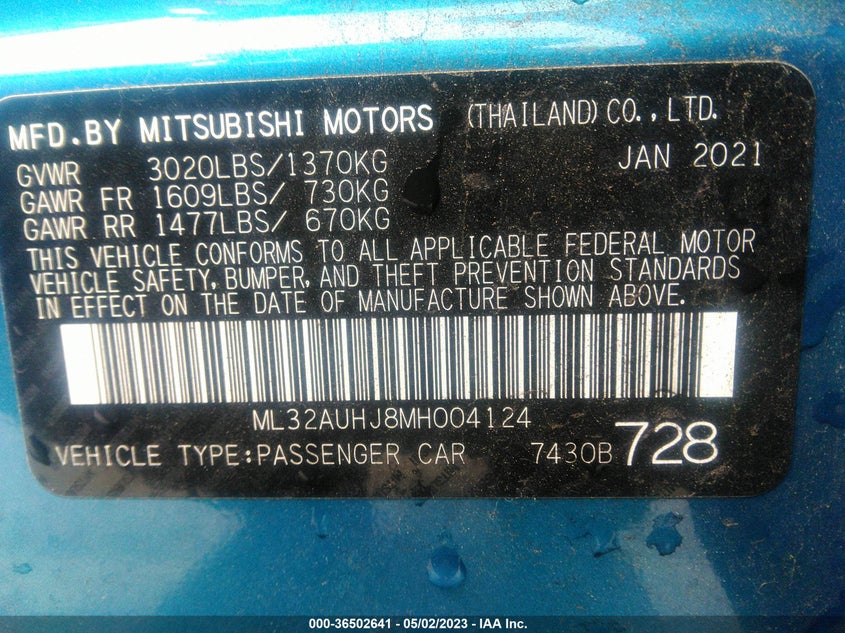 MFD.BY MITSUBISHI MOTORS (THAILAND) CO., LTD.
GVWR 3020LBS/1370KG JAN 2021
GAWR FR 1609LBS/ 730KG
GAWR RR 1477LBS/ 670KG
THIS VEHICLE CONFORMS TO ALL APPLICABLE FEDERAL MOTOR
VEHICLE SAFETY, BUMPER, AND THEFT PREVENTION STANDARDS
IN EFFECT ON THE DATE OF MANUFACTURE SHOWN ABOVE.
ML32AUHJ8MH004124
VEHICLE TYPE:PASSENGER CAR 7430B 728
000-36502641 - 05/02/2023 - IAA Inc.